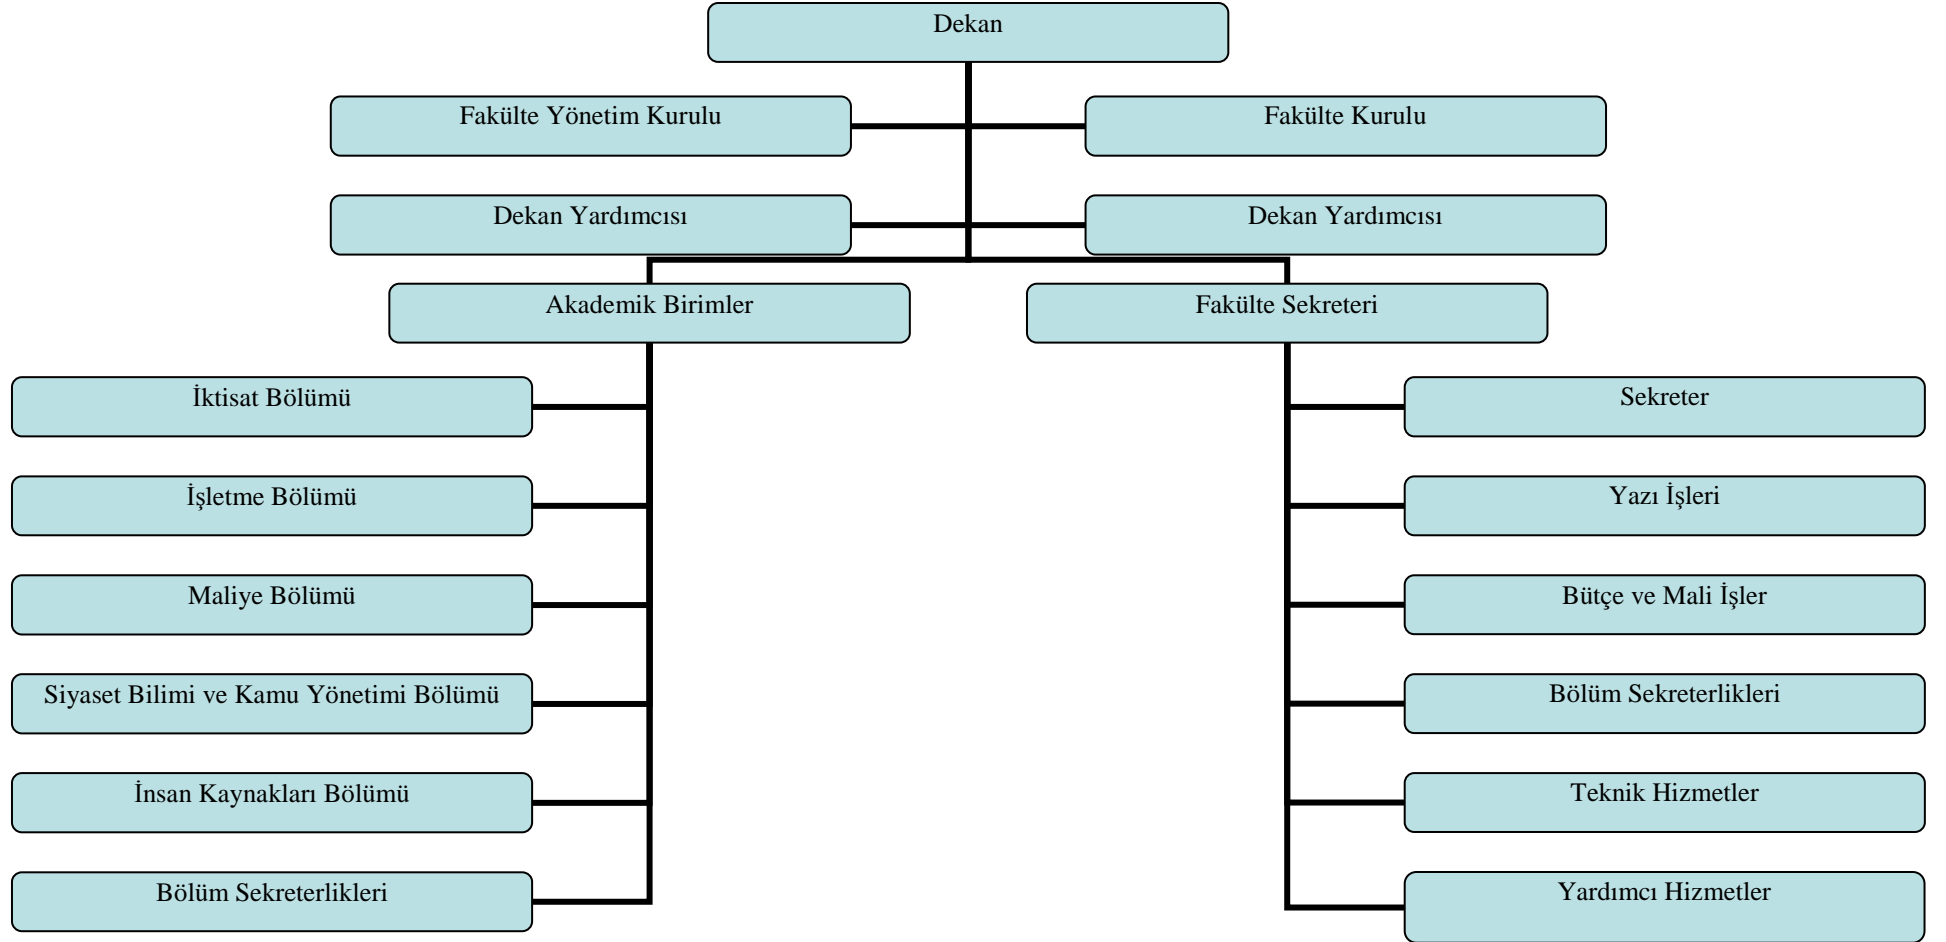 Dekan
Fakülte Yönetim Kurulu
Fakülte Kurulu
Dekan Yardımcısı
Dekan Yardımcısı
Akademik Birimler
Fakülte Sekreteri
İktisat Bölümü
Sekreter
İşletme Bölümü
Yazı İşleri
Maliye Bölümü
Bütçe ve Mali İşler
Siyaset Bilimi ve Kamu Yönetimi Bölümü
Bölüm Sekreterlikleri
İnsan Kaynakları Bölümü
Teknik Hizmetler
Bölüm Sekreterlikleri
Yardımcı Hizmetler